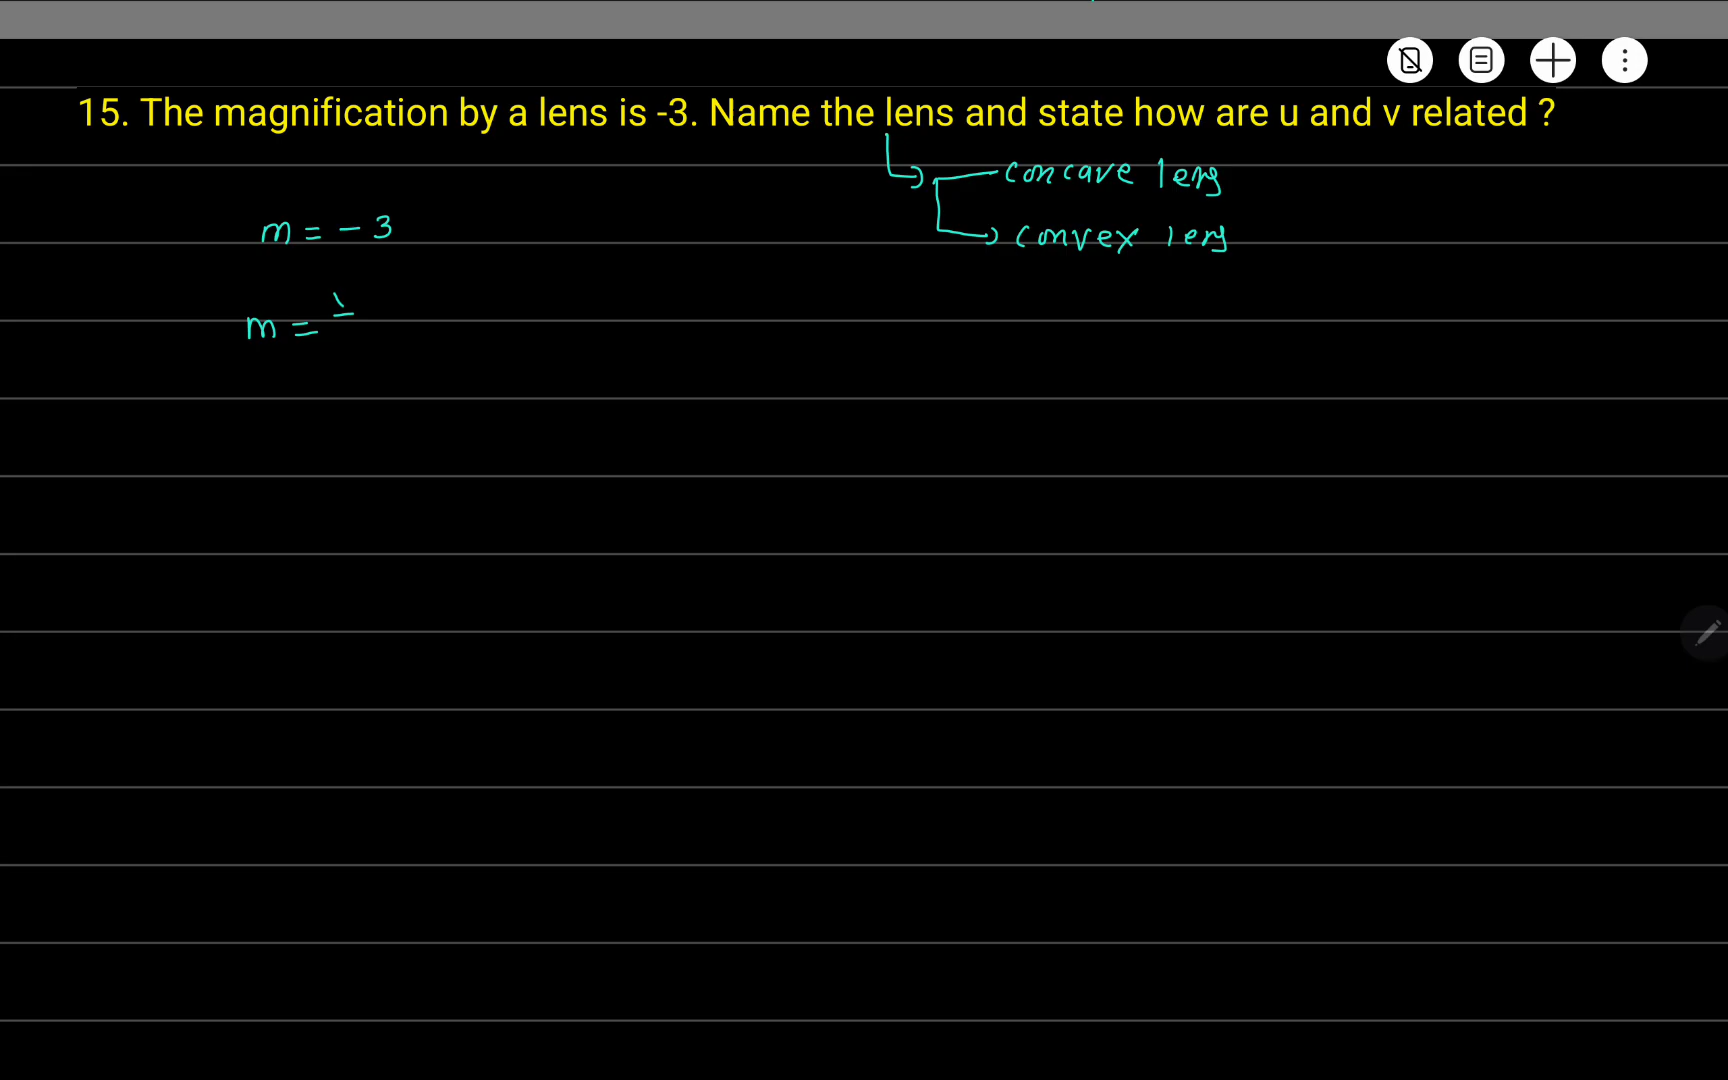 15. The magnification by a lens is -3. Name the lens and state how are u and v related ?
concave lens
m = - 3
convex lens
m =